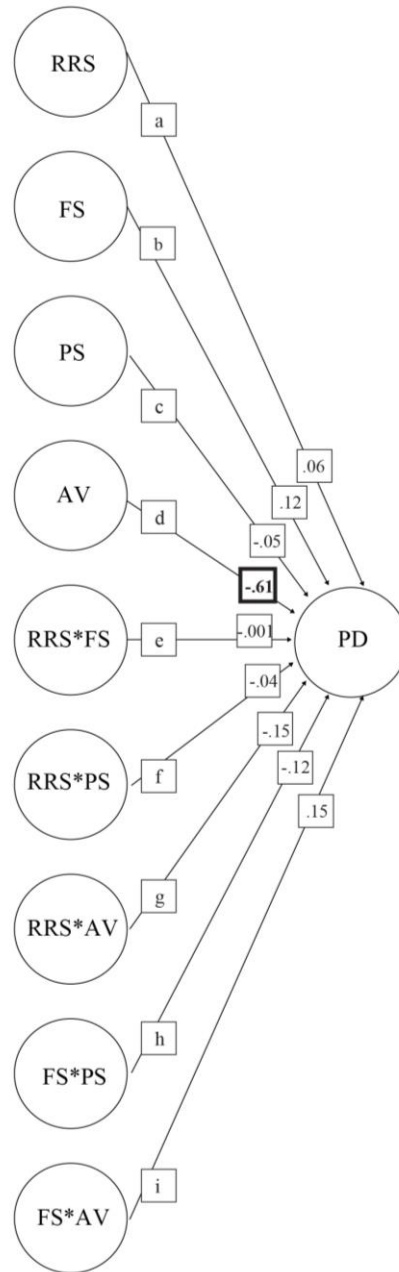 RRS
a
FS
b
PS
c
.06
AV
d
.12
-.05
-.61
RRS*FS
e
-.001
PD
-.04
RRS*PS
f
-.15
-.12
.15
RRS*AV
g
FS*PS
h
FS*AV
i